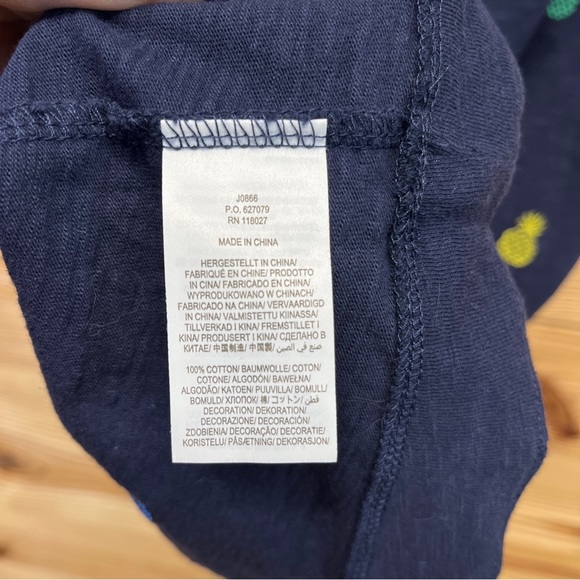 J0866
P.O. 627079
RN 118027
MADE IN CHINA
HERGESTELLT IN CHINA/
FABRIQUÉ EN CHINE/ PRODOTTO
IN CINA/ FABRICADO EN CHINA/
WYPRODUKOWANO W CHINACH/
FABRICADO NA CHINA/ VERVAARDIGD
IN CHINA/ VALMISTETTU KIINASSA/
TILLVERKAD I KINA/ FREMSTILLET I
KINA/ PRODUSERT I KINA/ СДЕЛАНО В
КИТАЕ/ 中国制造/ 中国製/ صنع في الصين/
100% COTTON/ BAUMWOLLE/ COTON/
COTONE/ ALGODÓN/ BAWEŁNA/
ALGODÃO/ KATOEN/ PUUVILLA/ BOMULL/
BOMULD/ ХЛОПОК/ 棉/ コットン/ قطن/
DECORATION/ DEKORATION/
DECORAZIONE/ DECORACIÓN/
ZDOBIENIA/ DECORAÇÃO/ DECORATIE/
KORISTELU/ PÅSÆTNING/ DEKORASJON/